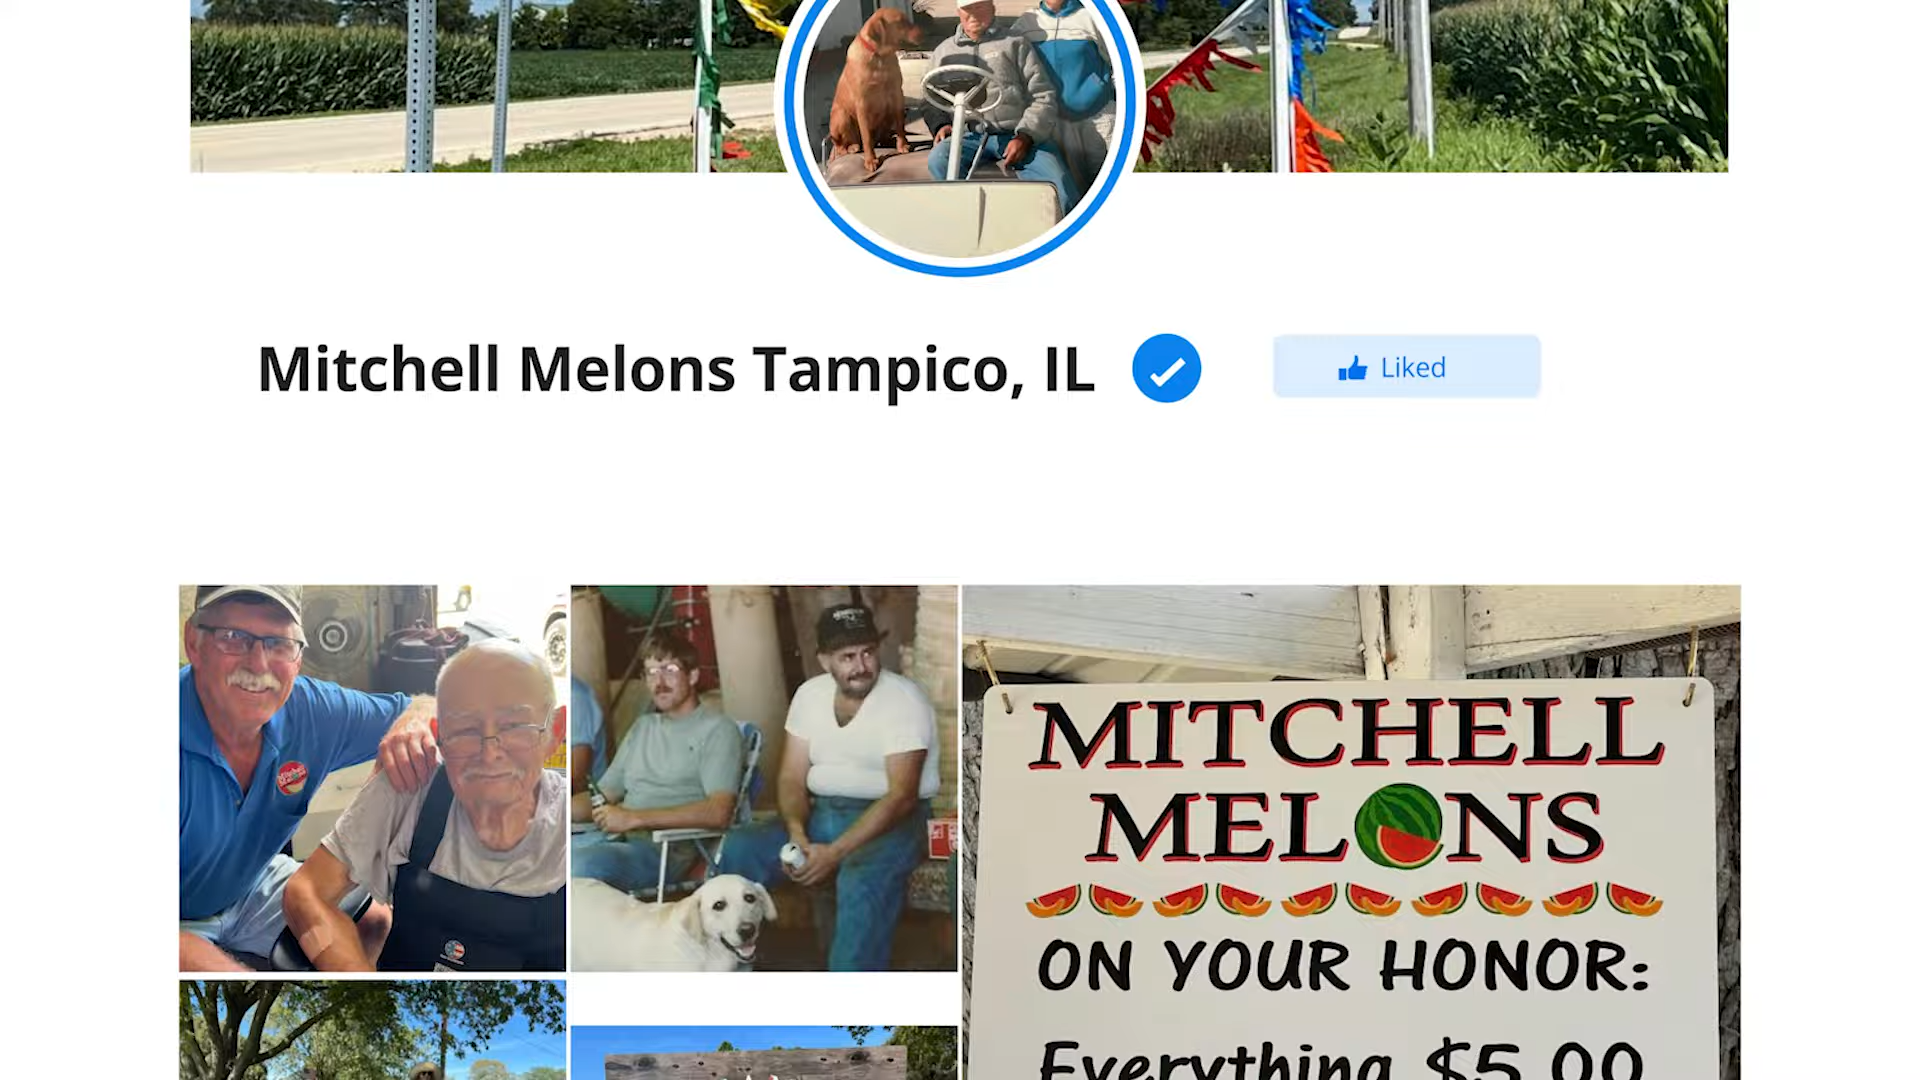 Mitchell Melons Tampico, IL
Liked
MITCHELL
MELONS
ON YOUR HONOR:
Everything $5.00